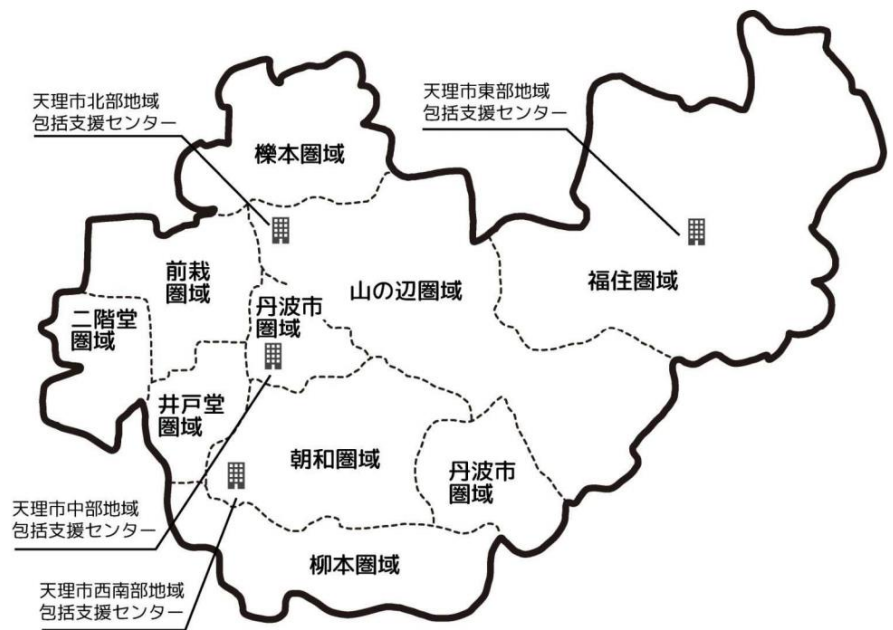 天理市北部地域
包括支援センター
天理市東部地域
包括支援センター
櫟本圏域
前栽
圏域
山の辺圏域
福住圏域
丹波市
圏域
二階堂
圏域
井戸堂
圏域
朝和圏域
丹波市
圏域
天理市中部地域
包括支援センター
柳本圏域
天理市西南部地域
包括支援センター